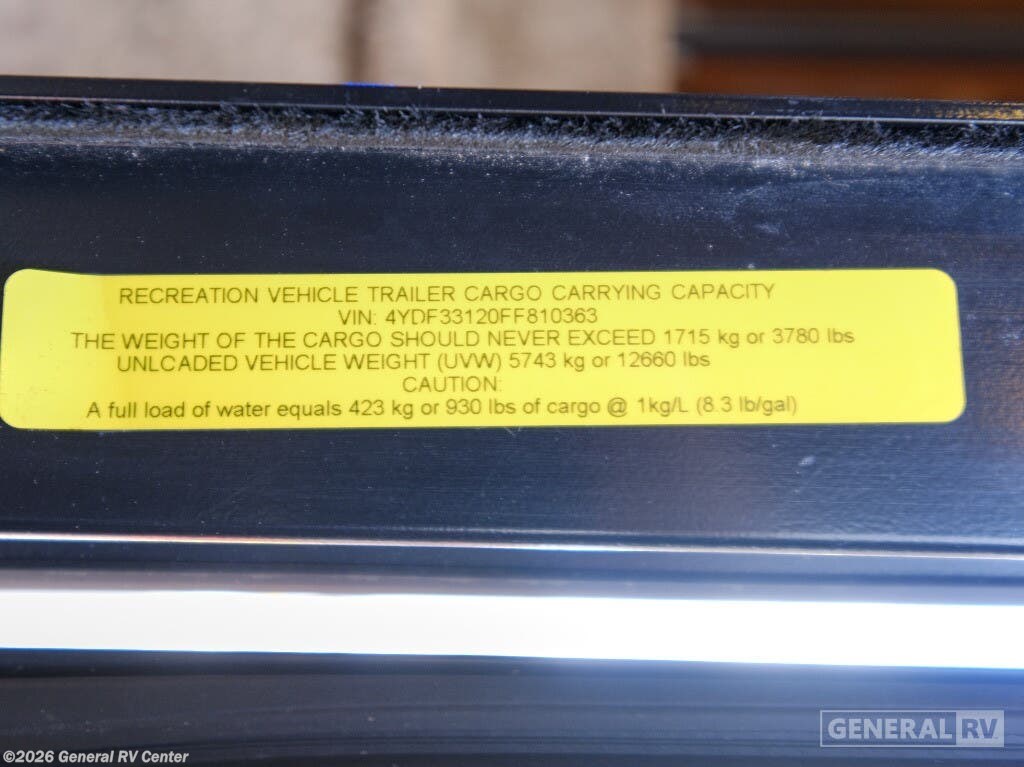 RECREATION VEHICLE TRAILER CARGO CARRYING CAPACITY
VIN: 4YDF33120FF810363
THE WEIGHT OF THE CARGO SHOULD NEVER EXCEED 1715 kg or 3780 lbs
UNLCADED VEHICLE WEIGHT (UVW) 5743 kg or 12660 lbs
CAUTION:
A full load of water equals 423 kg or 930 lbs of cargo @ 1kg/L (8.3 lb/gal)
GENERAL RV
©2026 General RV Center